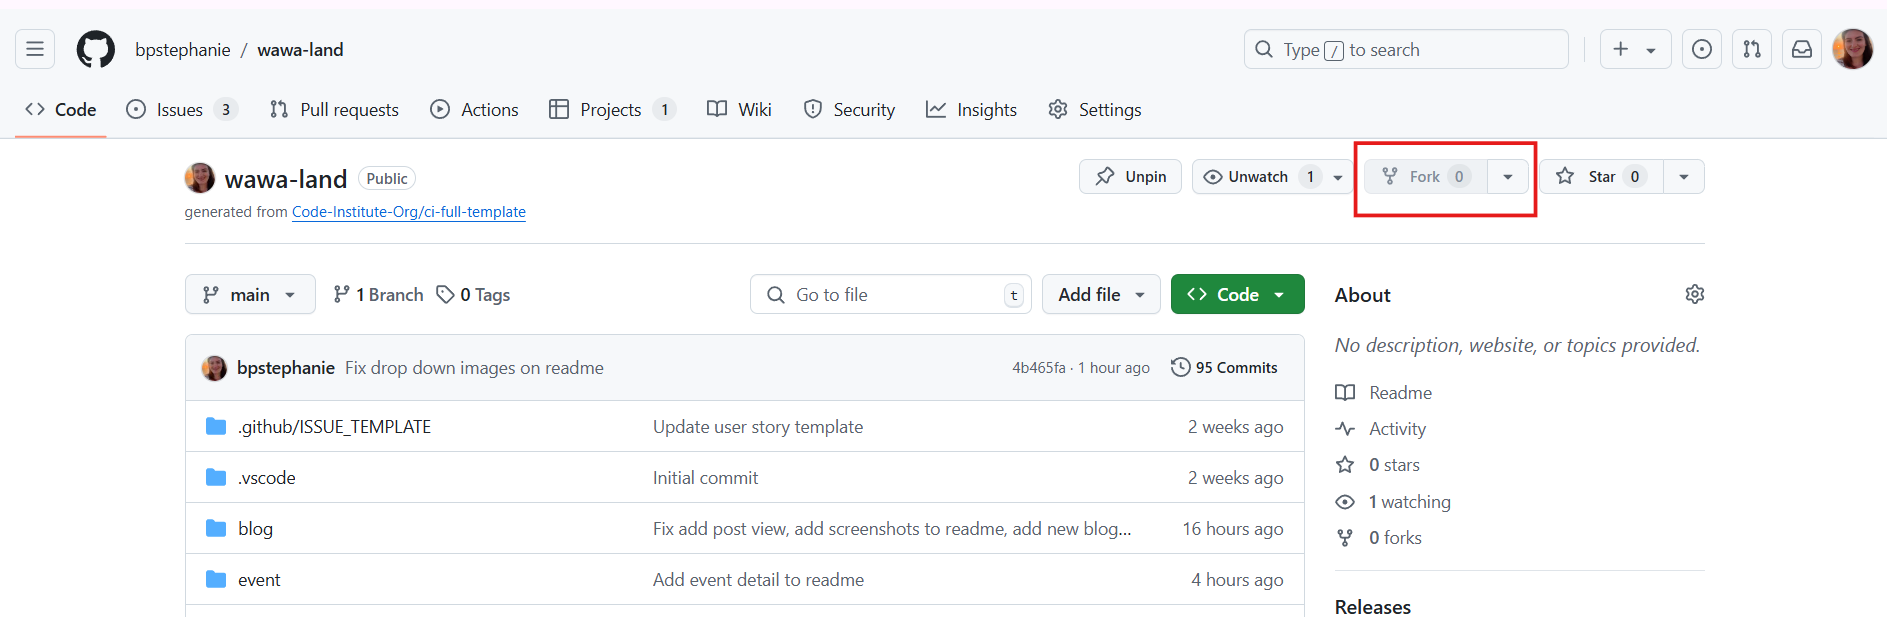 bpstephanie / wawa-land
Type / to search
Code
Issues 3
Pull requests
Actions
Projects 1
Wiki
Security
Insights
Settings
wawa-land Public
Unpin
Unwatch 1
Fork 0
Star 0
generated from Code-Institute-Org/ci-full-template
main
1 Branch
0 Tags
Go to file t
Add file
Code
bpstephanie Fix drop down images on readme 4b465fa · 1 hour ago 95 Commits
.github/ISSUE_TEMPLATE Update user story template 2 weeks ago
.vscode Initial commit 2 weeks ago
blog Fix add post view, add screenshots to readme, add new blog... 16 hours ago
event Add event detail to readme 4 hours ago
About
No description, website, or topics provided.
Readme
Activity
0 stars
1 watching
0 forks
Releases